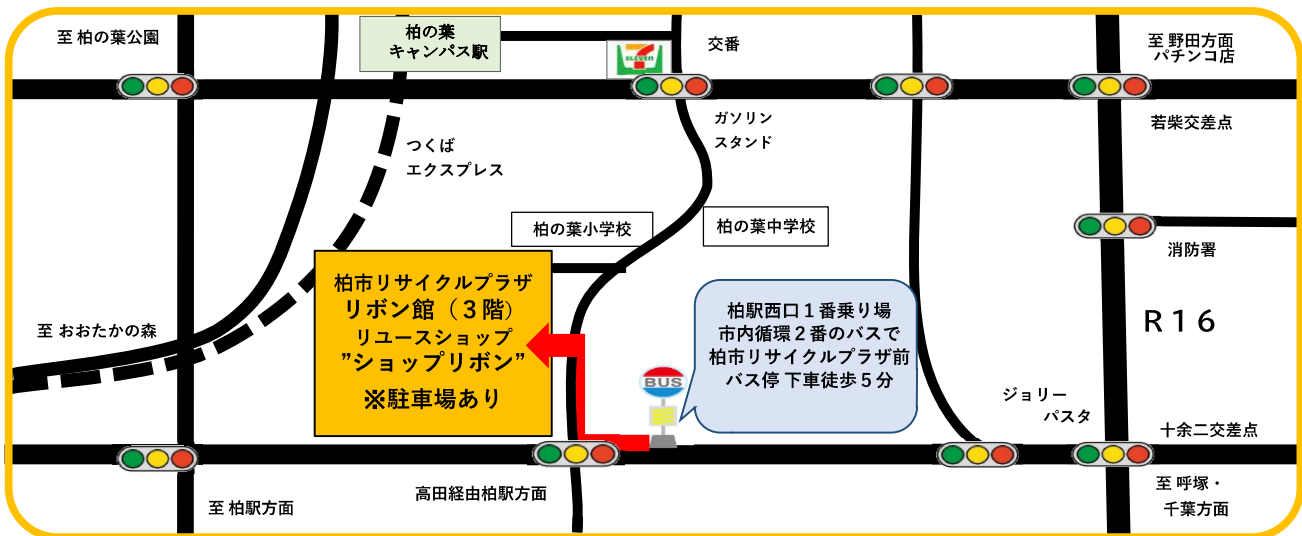 至 柏の葉公園
柏の葉
キャンパス駅
7
ELEVEN
交番
至 野田方面
パチンコ店
ガソリン
スタンド
若柴交差点
つくば
エクスプレス
柏の葉小学校
柏の葉中学校
消防署
柏市リサイクルプラザ
リボン館（３階）
リユースショップ
”ショップリボン”
※駐車場あり
柏駅西口１番乗り場
市内循環２番のバスで
柏市リサイクルプラザ前
バス停 下車徒歩５分
BUS
至 おおたかの森
R１６
ジョリー
パスタ
十余二交差点
至 柏駅方面
高田経由柏駅方面
至 呼塚・
千葉方面